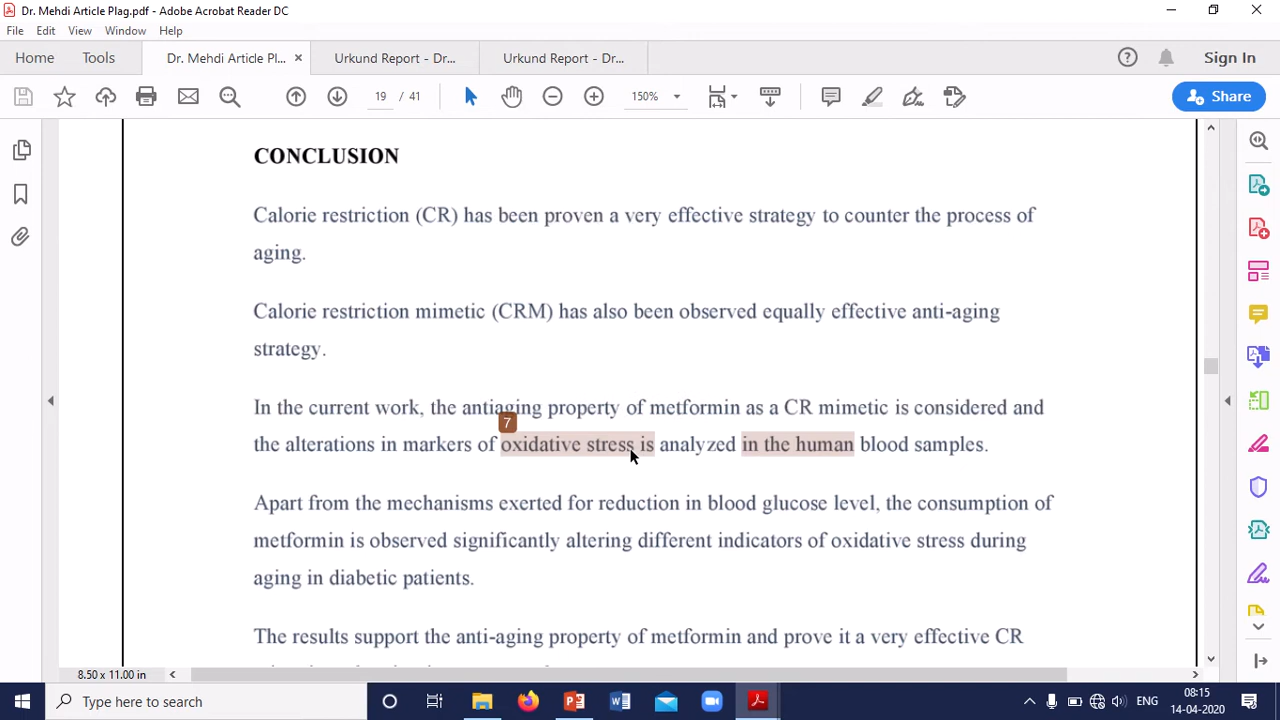 Dr. Mehdi Article Plag.pdf - Adobe Acrobat Reader DC
File Edit View Window Help
Home Tools Dr. Mehdi Article Pl... × Urkund Report - Dr... Urkund Report - Dr... Sign In
19 / 41 150% Share
CONCLUSION
Calorie restriction (CR) has been proven a very effective strategy to counter the process of
aging.
Calorie restriction mimetic (CRM) has also been observed equally effective anti-aging
strategy.
In the current work, the antiaging property of metformin as a CR mimetic is considered and
7
the alterations in markers of oxidative stress is analyzed in the human blood samples.
Apart from the mechanisms exerted for reduction in blood glucose level, the consumption of
metformin is observed significantly altering different indicators of oxidative stress during
aging in diabetic patients.
The results support the anti-aging property of metformin and prove it a very effective CR
8.50 x 11.00 in
Type here to search
ENG
08:15
14-04-2020